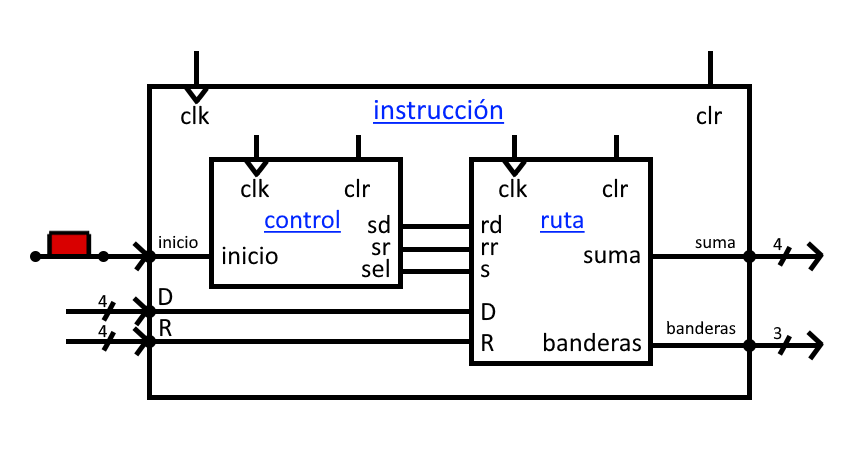 clk
instrucción
clr
clk
clr
clk
clr
control
sd
rd
ruta
inicio
inicio
sr
rr
suma
suma
4
sel
s
4
D
D
4
R
R
banderas
banderas
3